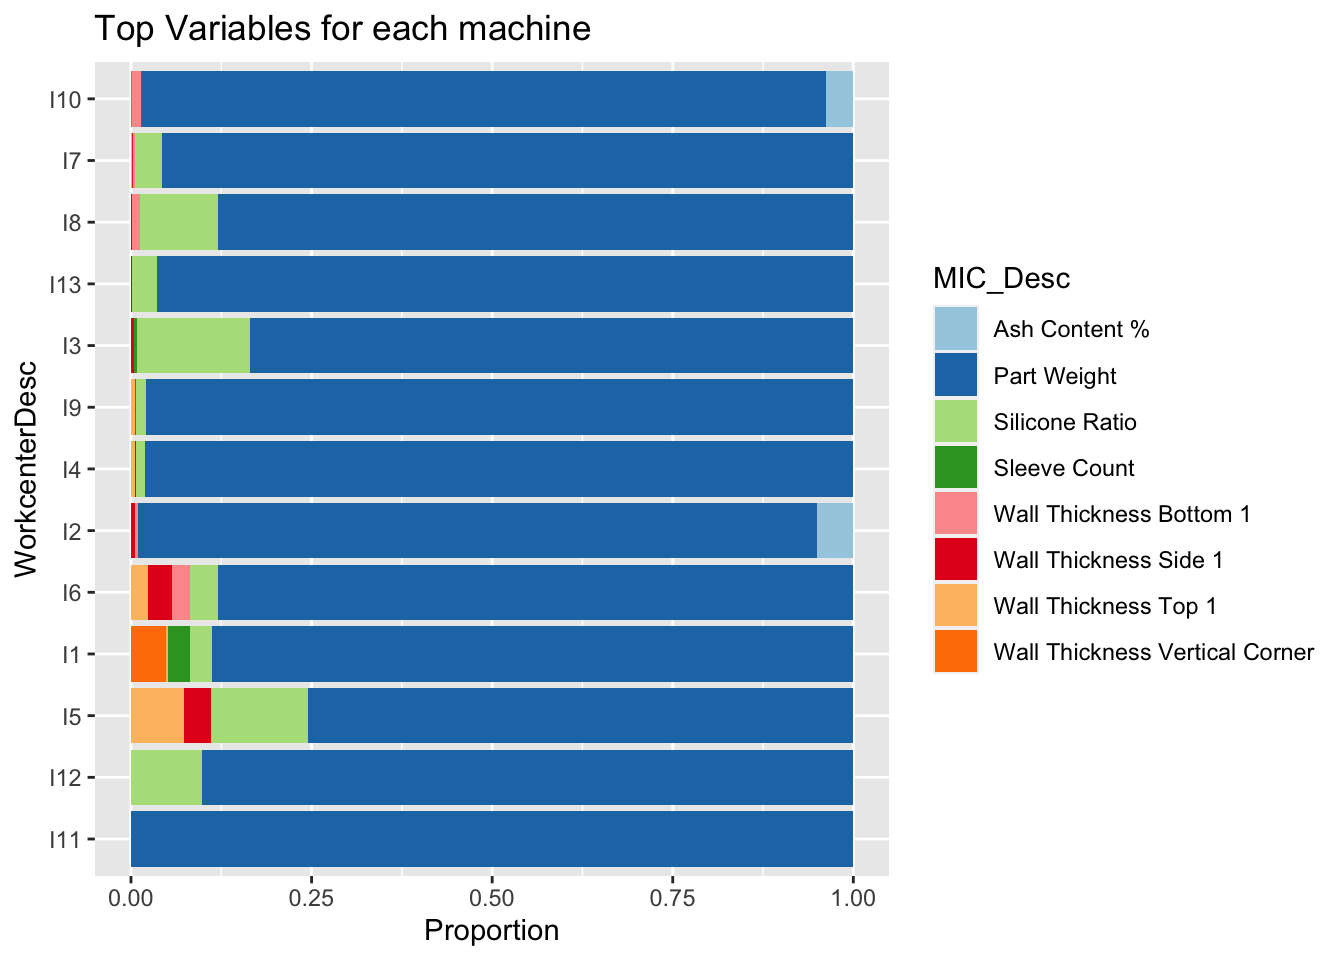 Top Variables for each machine
WorkcenterDesc
I10
I7
I8
I13
I3
I9
I4
I2
I6
I1
I5
I12
I11
0.00 0.25 0.50 0.75 1.00
Proportion
MIC_Desc
Ash Content %
Part Weight
Silicone Ratio
Sleeve Count
Wall Thickness Bottom 1
Wall Thickness Side 1
Wall Thickness Top 1
Wall Thickness Vertical Corner